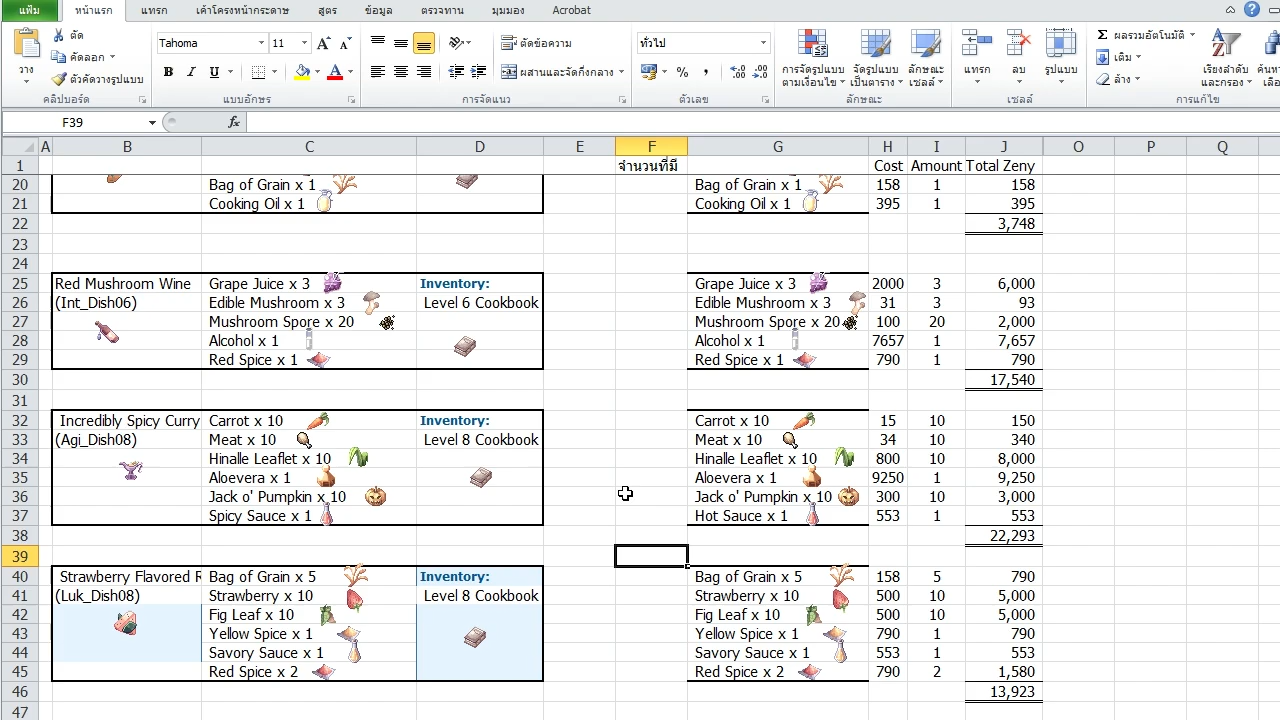 แฟ้ม หน้าแรก แทรก เค้าโครงหน้ากระดาษ สูตร ข้อมูล ตรวจทาน มุมมอง Acrobat
วาง ตัด คัดลอก ตัวคัดวางรูปแบบ คลิปบอร์ด
Tahoma 11 B I U A แบบอักษร
ตัดข้อความ ผสานและจัดกึ่งกลาง การจัดแนว
ทั่วไป % , ตัวเลข
การจัดรูปแบบตามเงื่อนไข จัดรูปแบบเป็นตาราง ลักษณะเซลล์ ลักษณะ
แทรก ลบ รูปแบบ เซลล์
Σ ผลรวมอัตโนมัติ เติม ล้าง เรียงลำดับและกรอง การแก้ไข
F39 fx
A B C D E F G H I J O P Q
1 จำนวนที่มี Cost Amount Total Zeny
20 Bag of Grain x 1 Bag of Grain x 1 158 1 158
21 Cooking Oil x 1 Cooking Oil x 1 395 1 395
22 3,748
23
24
25 Red Mushroom Wine Grape Juice x 3 Inventory: Grape Juice x 3 2000 3 6,000
26 (Int_Dish06) Edible Mushroom x 3 Level 6 Cookbook Edible Mushroom x 3 31 3 93
27 Mushroom Spore x 20 Mushroom Spore x 20 100 20 2,000
28 Alcohol x 1 Alcohol x 1 7657 1 7,657
29 Red Spice x 1 Red Spice x 1 790 1 790
30 17,540
31
32 Incredibly Spicy Curry Carrot x 10 Inventory: Carrot x 10 15 10 150
33 (Agi_Dish08) Meat x 10 Level 8 Cookbook Meat x 10 34 10 340
34 Hinalle Leaflet x 10 Hinalle Leaflet x 10 800 10 8,000
35 Aloevera x 1 Aloevera x 1 9250 1 9,250
36 Jack o' Pumpkin x 10 Jack o' Pumpkin x 10 300 10 3,000
37 Spicy Sauce x 1 Hot Sauce x 1 553 1 553
38 22,293
39
40 Strawberry Flavored R Bag of Grain x 5 Inventory: Bag of Grain x 5 158 5 790
41 (Luk_Dish08) Strawberry x 10 Level 8 Cookbook Strawberry x 10 500 10 5,000
42 Fig Leaf x 10 Fig Leaf x 10 500 10 5,000
43 Yellow Spice x 1 Yellow Spice x 1 790 1 790
44 Savory Sauce x 1 Savory Sauce x 1 553 1 553
45 Red Spice x 2 Red Spice x 2 790 2 1,580
46 13,923
47